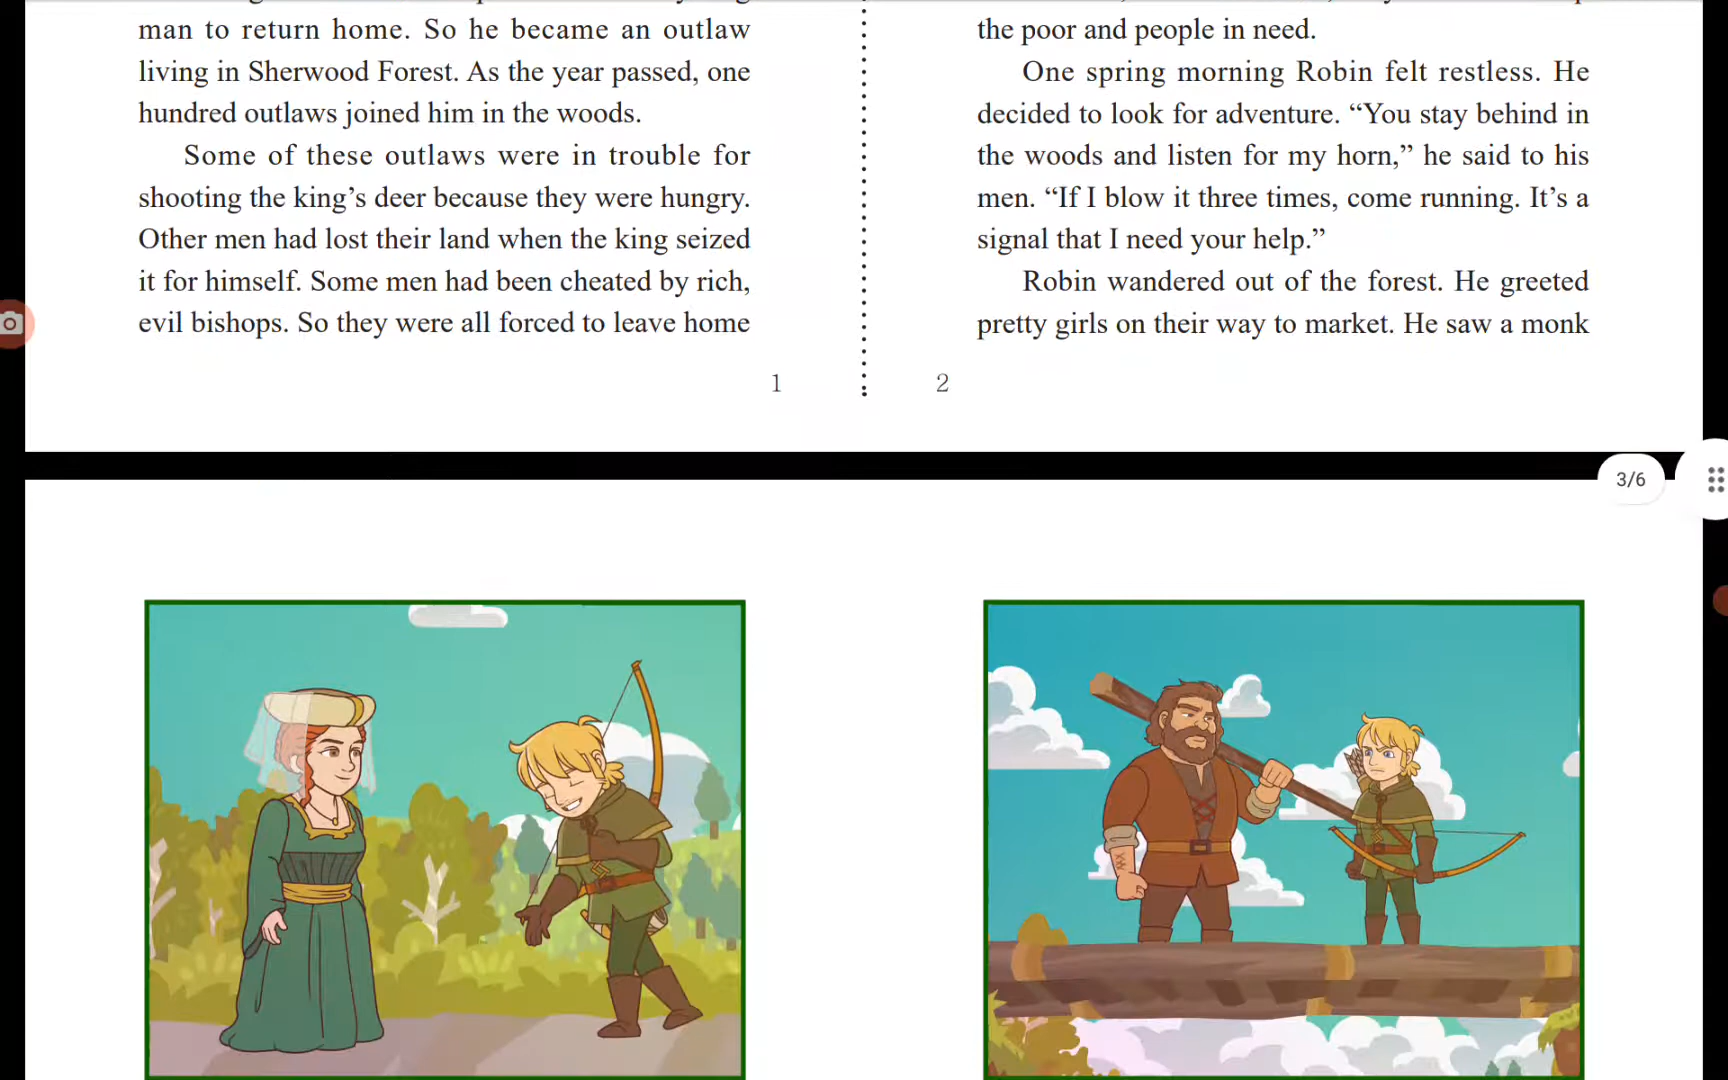 man to return home. So he became an outlaw
living in Sherwood Forest. As the year passed, one
hundred outlaws joined him in the woods.
Some of these outlaws were in trouble for
shooting the king’s deer because they were hungry.
Other men had lost their land when the king seized
it for himself. Some men had been cheated by rich,
evil bishops. So they were all forced to leave home
1
the poor and people in need.
One spring morning Robin felt restless. He
decided to look for adventure. “You stay behind in
the woods and listen for my horn,” he said to his
men. “If I blow it three times, come running. It’s a
signal that I need your help.”
Robin wandered out of the forest. He greeted
pretty girls on their way to market. He saw a monk
2
3/6